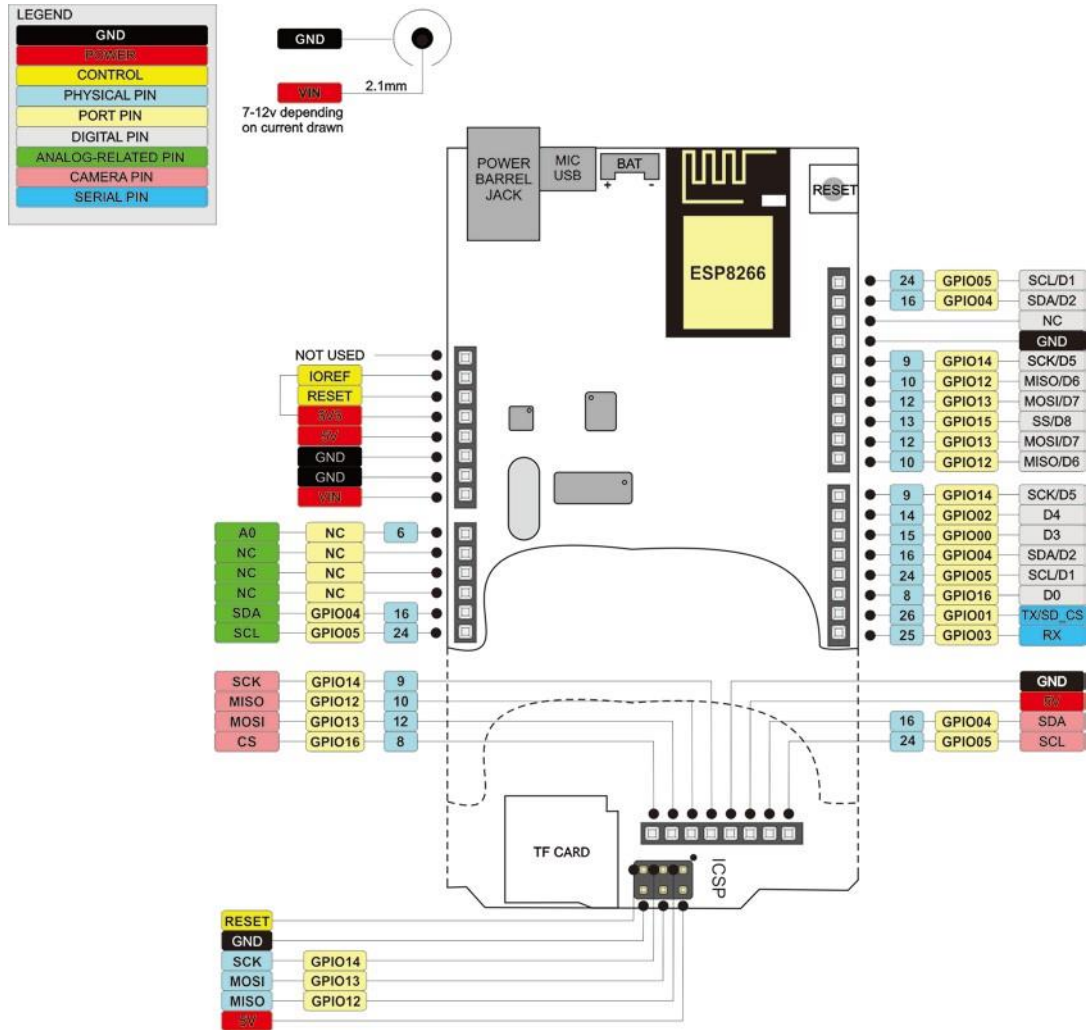 LEGEND
GND
POWER
CONTROL
PHYSICAL PIN
PORT PIN
DIGITAL PIN
ANALOG-RELATED PIN
CAMERA PIN
SERIAL PIN
GND
VIN
2.1mm
7-12v depending
on current drawn
POWER
BARREL
JACK
MIC
USB
BAT
+ -
ESP8266
RESET
24 GPIO05 SCL/D1
16 GPIO04 SDA/D2
NC
GND
9 GPIO14 SCK/D5
10 GPIO12 MISO/D6
12 GPIO13 MOSI/D7
13 GPIO15 SS/D8
12 GPIO13 MOSI/D7
10 GPIO12 MISO/D6
NOT USED
IOREF
RESET
3V3
5V
GND
GND
VIN
9 GPIO14 SCK/D5
14 GPIO02 D4
15 GPIO00 D3
16 GPIO04 SDA/D2
24 GPIO05 SCL/D1
8 GPIO16 D0
26 GPIO01 TX/SD_CS
25 GPIO03 RX
A0 NC 6
NC NC
NC NC
NC NC
SDA GPIO04 16
SCL GPIO05 24
SCK GPIO14 9
MISO GPIO12 10
MOSI GPIO13 12
CS GPIO16 8
GND
5V
16 GPIO04 SDA
24 GPIO05 SCL
TF CARD
ICSP
RESET
GND
SCK GPIO14
MOSI GPIO13
MISO GPIO12
5V